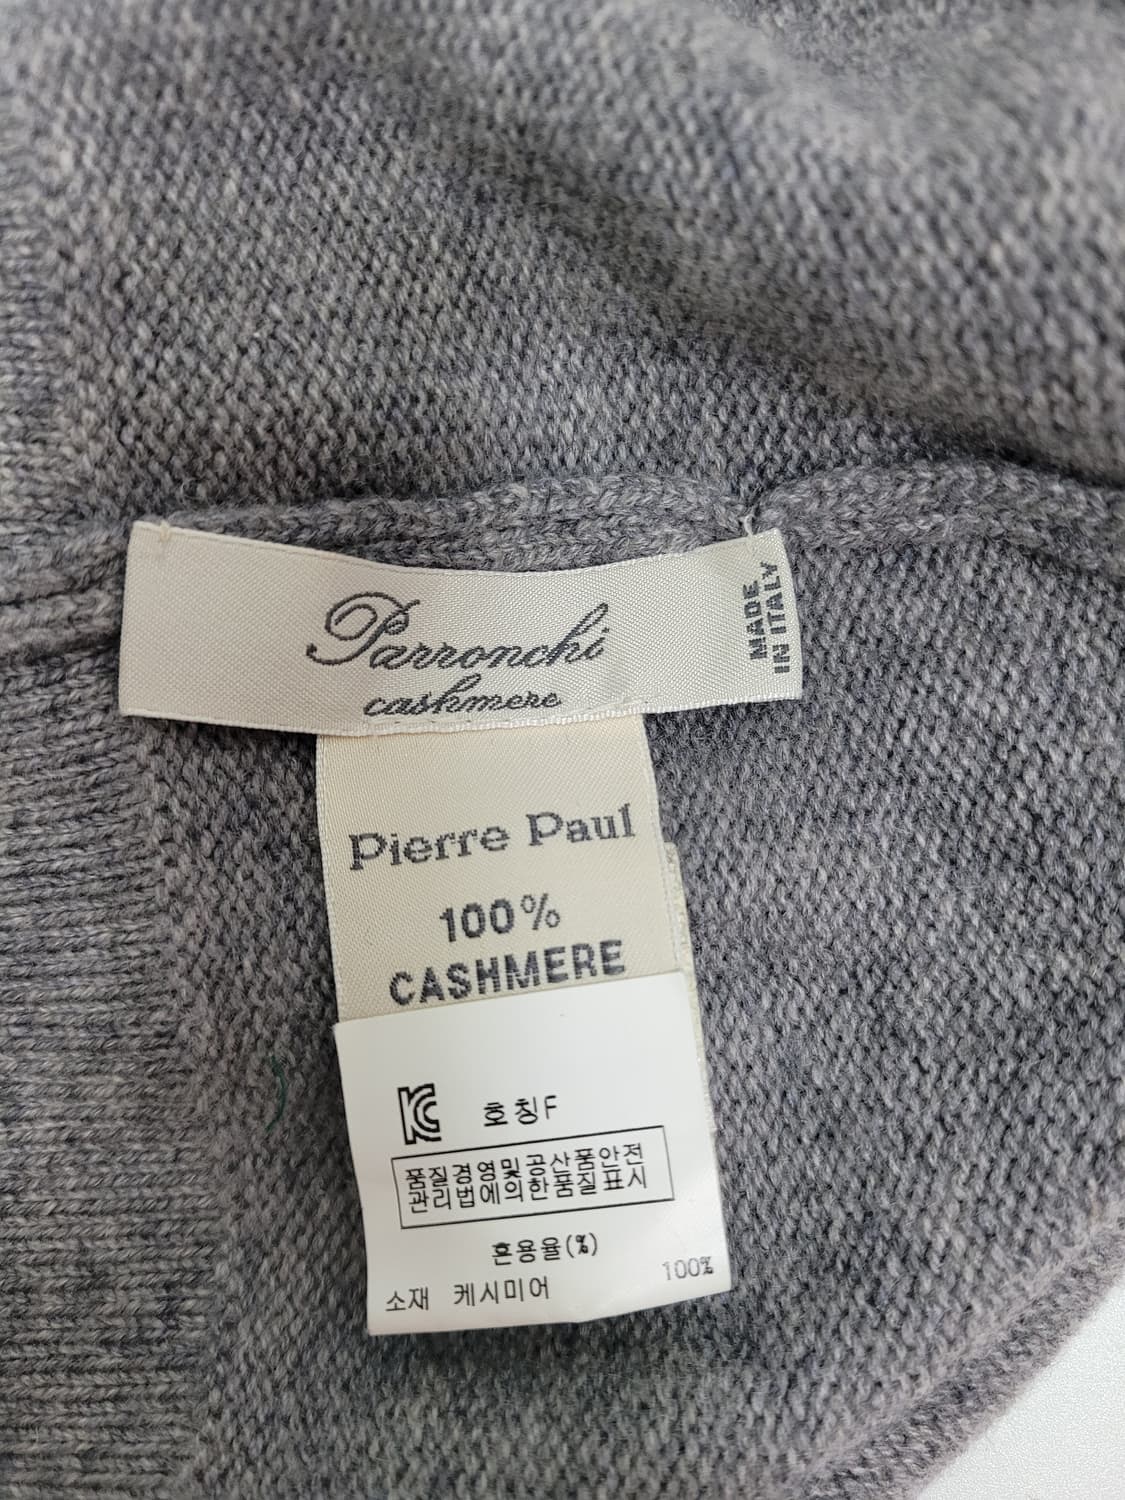 Parronchi
cashmere
MADE
IN ITALY
Pierre Paul
100%
CASHMERE
KC 호칭F
품질경영및공산품안전
관리법에의한품질표시
혼용율(%)
소재 케시미어 100%